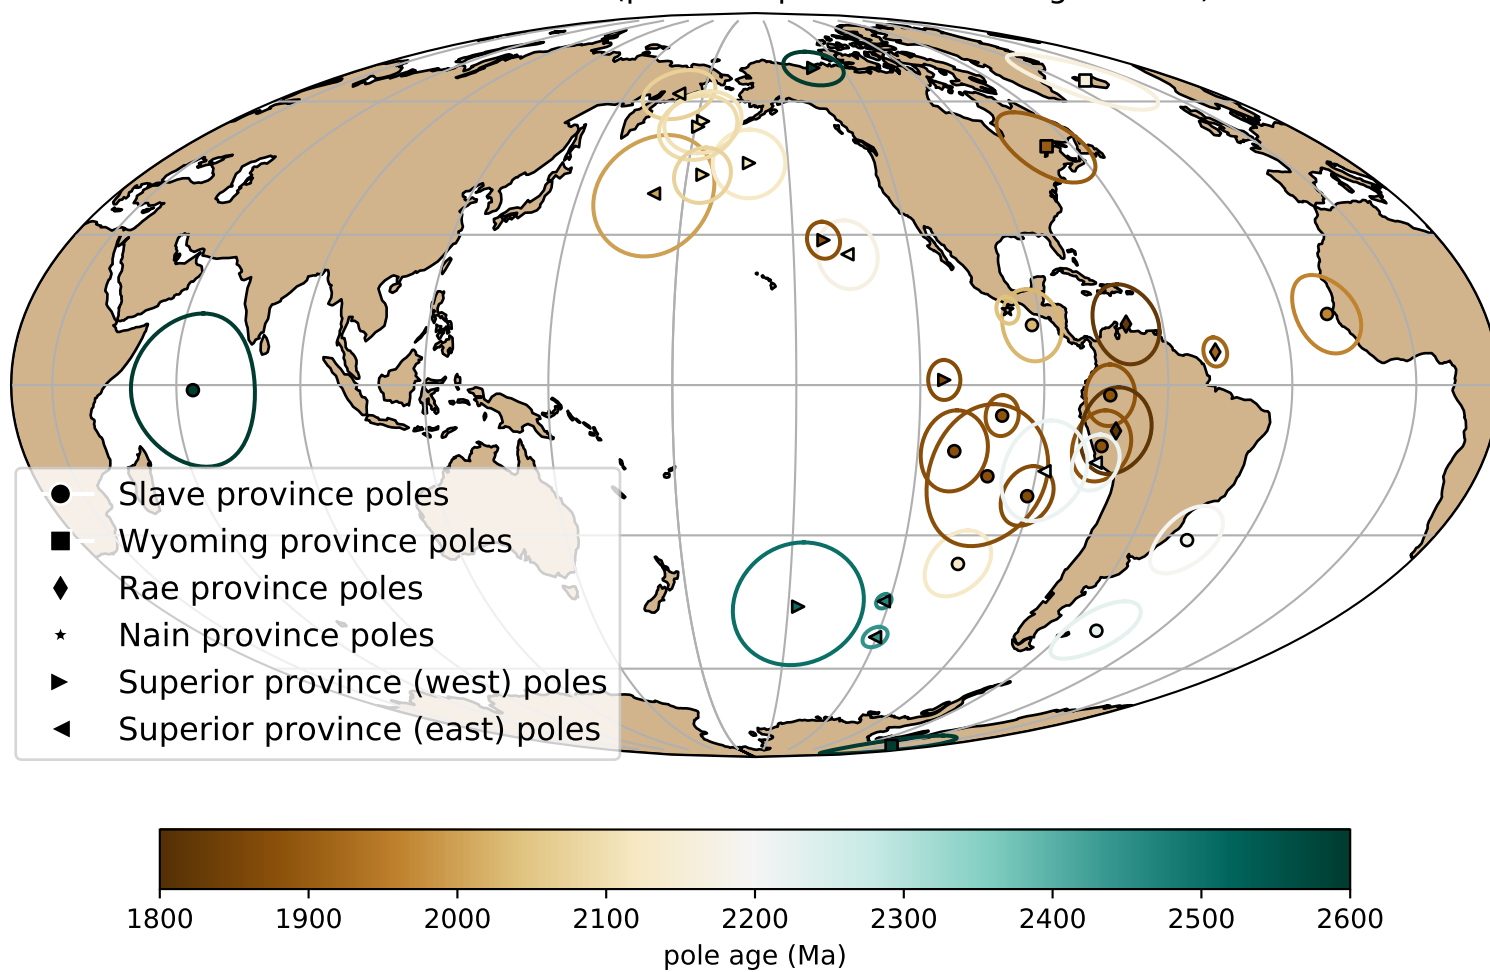 Slave province poles
Wyoming province poles
Rae province poles
Nain province poles
Superior province (west) poles
Superior province (east) poles
1800 1900 2000 2100 2200 2300 2400 2500 2600
pole age (Ma)